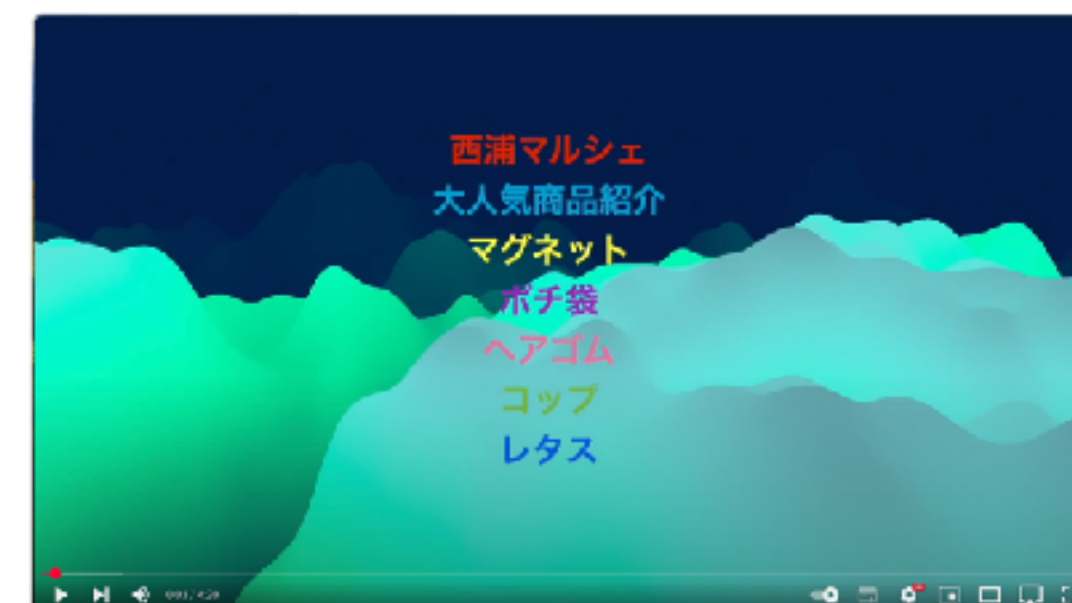 西浦マルシェ
大人気商品紹介
マグネット
ポチ袋
ヘアゴム
コップ
レタス